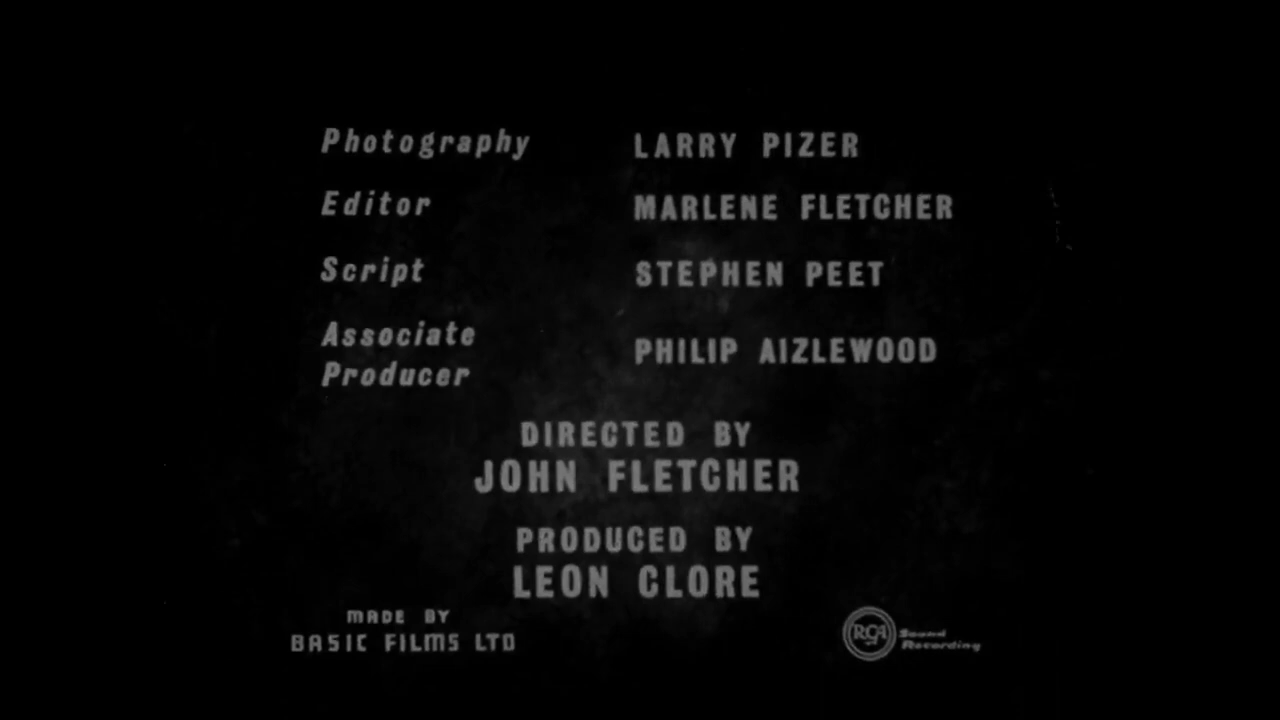 Photography LARRY PIZER
Editor MARLENE FLETCHER
Script STEPHEN PEET
Associate
Producer PHILIP AIZLEWOOD
DIRECTED BY
JOHN FLETCHER
PRODUCED BY
LEON CLORE
MADE BY
BASIC FILMS LTD
RCA Sound
Recording